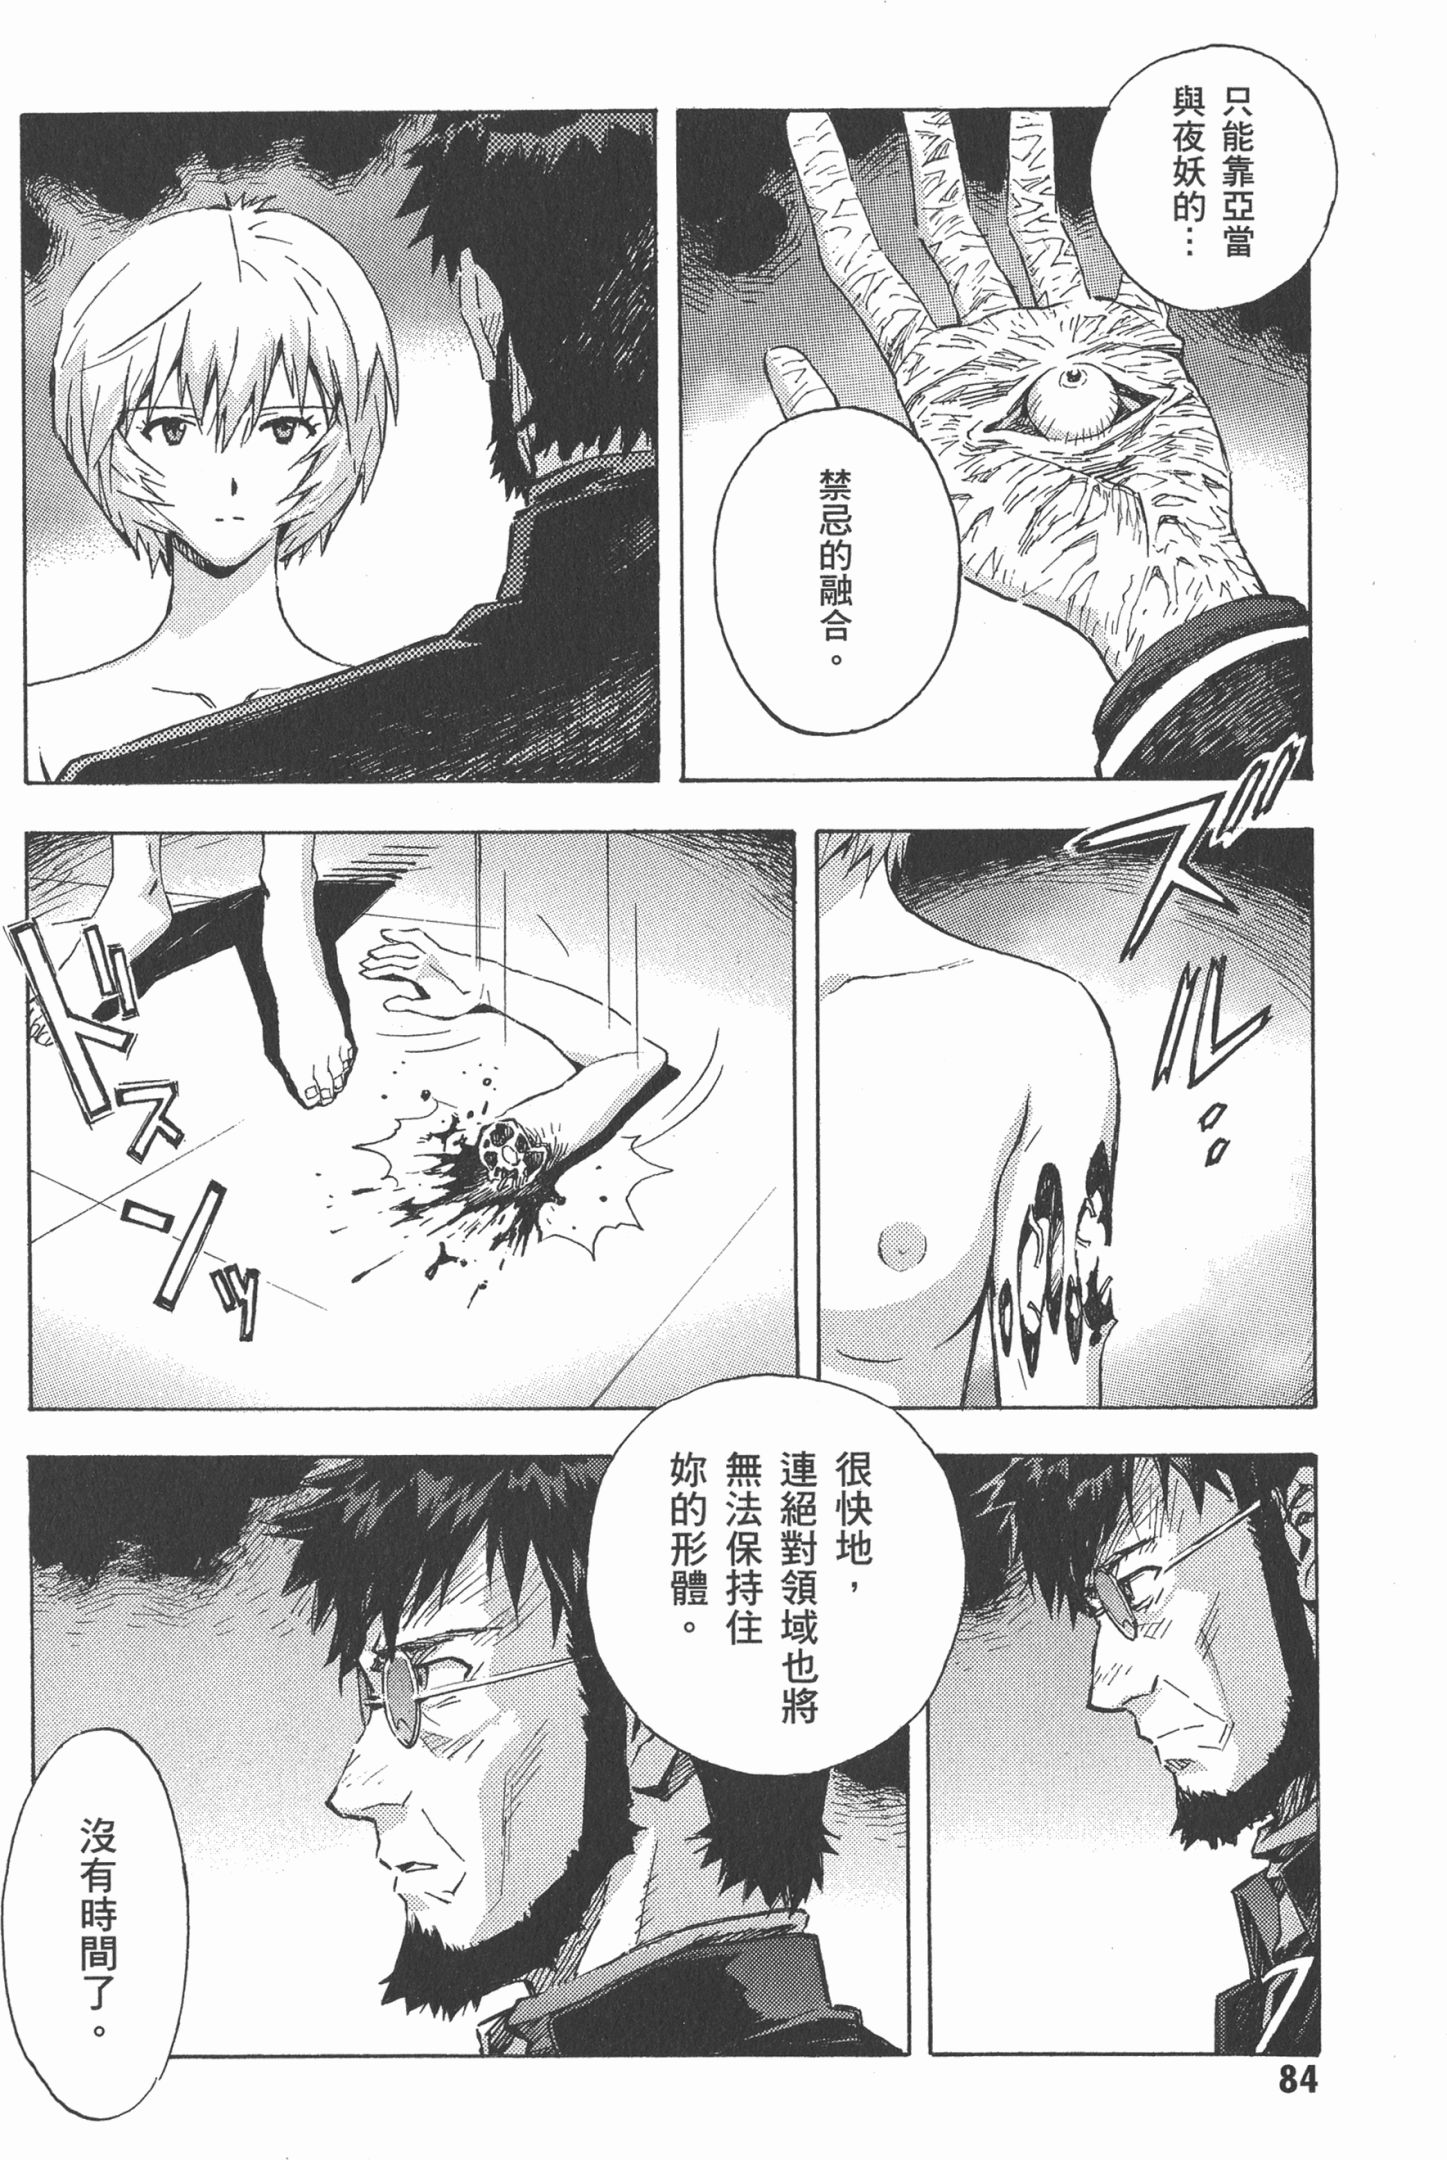 只能靠亞當
與夜妖的…
禁忌的融合。
ズルッ
ドスンッ
很快地，
連絕對領域也將
無法保持住
妳的形體。
沒有時間了。
84